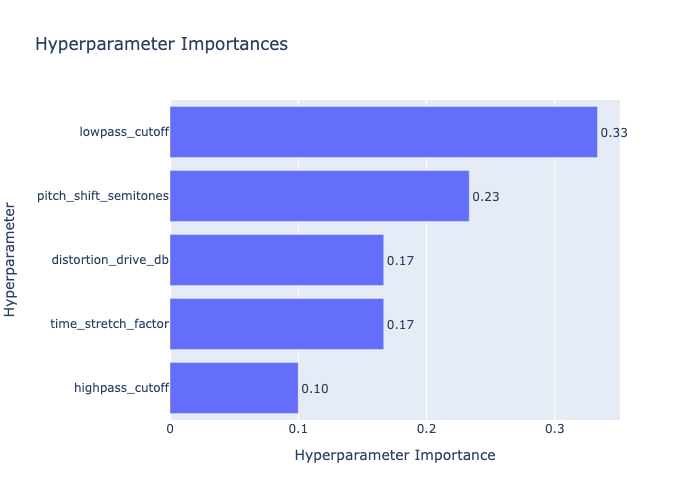 Hyperparameter Importances
Hyperparameter
lowpass_cutoff
0.33
pitch_shift_semitones
0.23
distortion_drive_db
0.17
time_stretch_factor
0.17
highpass_cutoff
0.10
0 0.1 0.2 0.3
Hyperparameter Importance